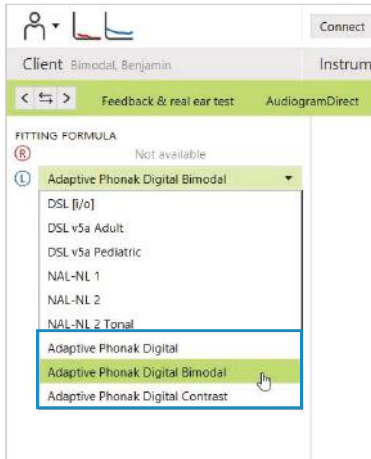 Connect
Client Bimodal, Benjamin Instrum
< > Feedback & real ear test AudiogramDirect
FITTING FORMULA
R Not available
L Adaptive Phonak Digital Bimodal
DSL [i/o]
DSL v5a Adult
DSL v5a Pediatric
NAL-NL 1
NAL-NL 2
NAL-NL 2 Tonal
Adaptive Phonak Digital
Adaptive Phonak Digital Bimodal
Adaptive Phonak Digital Contrast